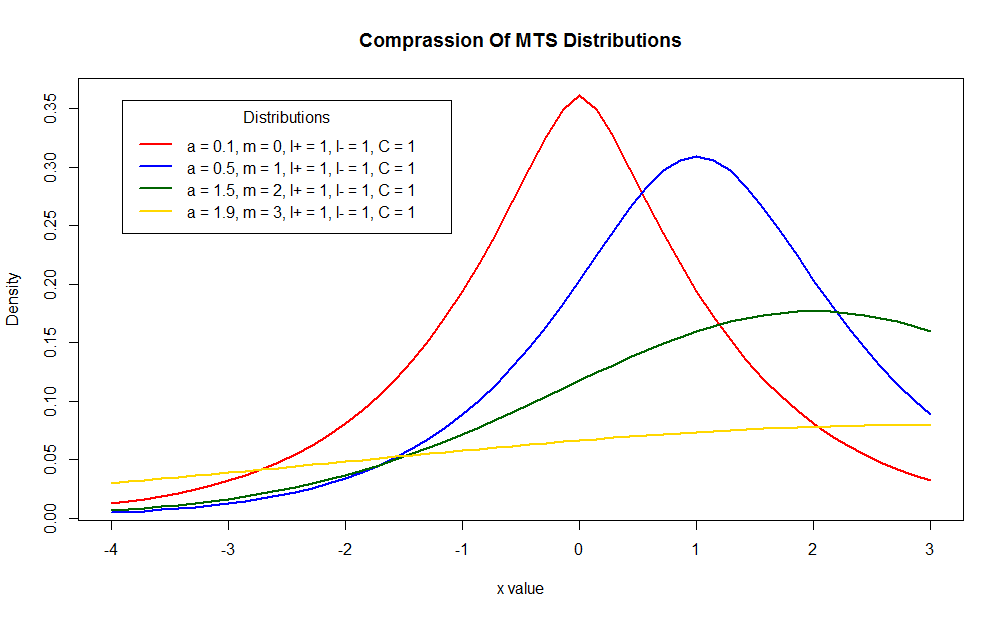 Comprassion Of MTS Distributions
Distributions
a = 0.1, m = 0, l+ = 1, l- = 1, C = 1
a = 0.5, m = 1, l+ = 1, l- = 1, C = 1
a = 1.5, m = 2, l+ = 1, l- = 1, C = 1
a = 1.9, m = 3, l+ = 1, l- = 1, C = 1
Density
0.35
0.30
0.25
0.20
0.15
0.10
0.05
0.00
-4 -3 -2 -1 0 1 2 3
x value